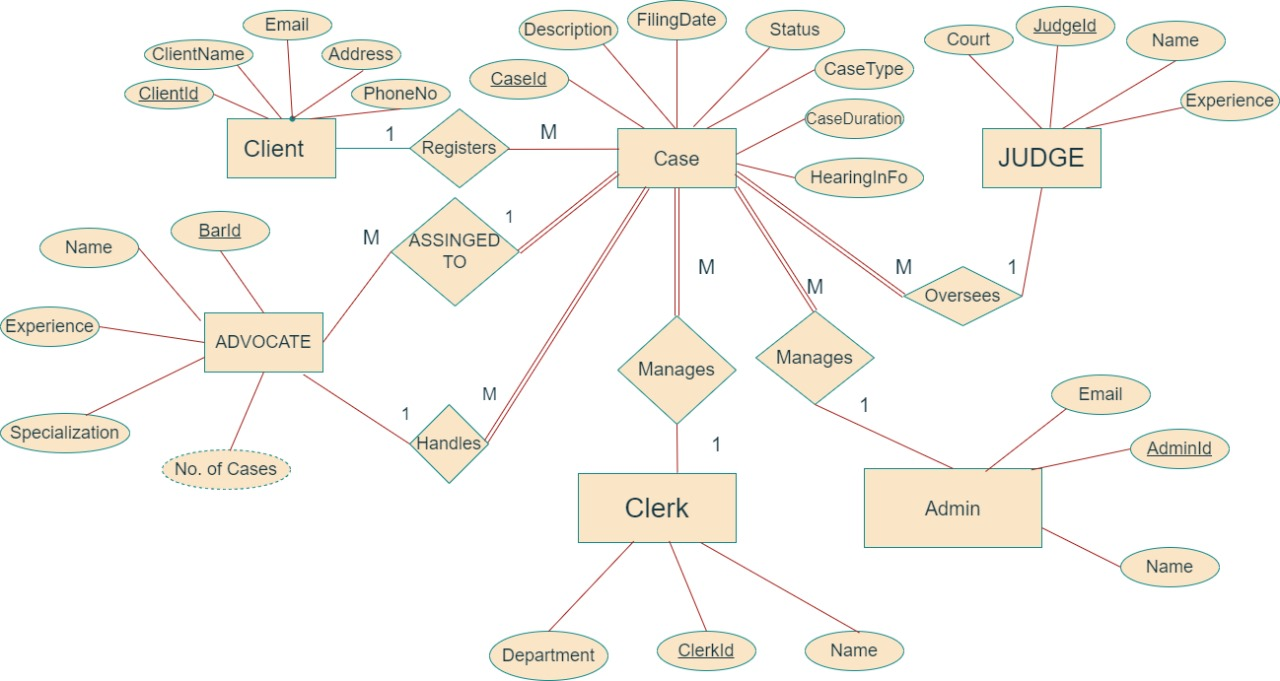 Email
Description
FilingDate
Status
Court
JudgeId
Name
ClientName
Address
CaseId
CaseType
Experience
ClientId
PhoneNo
CaseDuration
Client
1
Registers
M
Case
HearingInFo
JUDGE
Name
BarId
M
ASSINGED
TO
1
M
M
M
1
Oversees
Experience
ADVOCATE
Manages
Manages
Specialization
1
M
Handles
1
1
Email
AdminId
No. of Cases
Clerk
Admin
Name
Department
ClerkId
Name